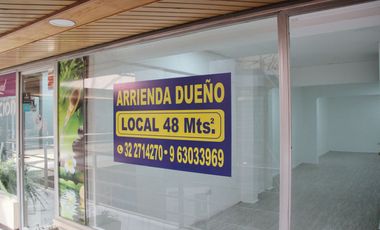 ARRIENDA DUEÑO
LOCAL 48 Mts.²
32 2714270 - 9 63033969